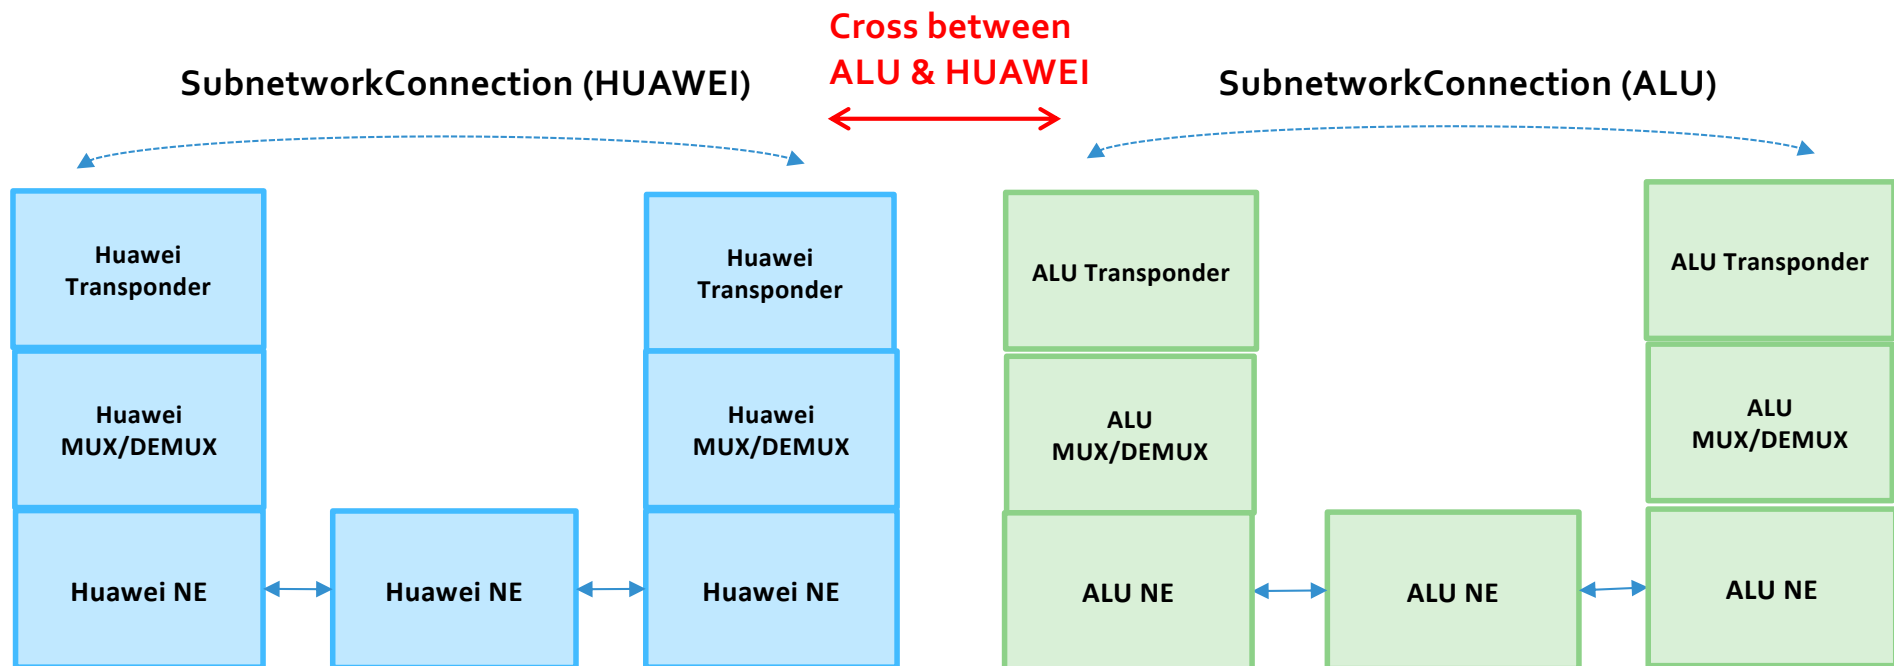 Cross between
ALU & HUAWEI
SubnetworkConnection (HUAWEI)
SubnetworkConnection (ALU)
Huawei
Transponder
Huawei
Transponder
ALU Transponder
ALU Transponder
Huawei
MUX/DEMUX
Huawei
MUX/DEMUX
ALU
MUX/DEMUX
ALU
MUX/DEMUX
Huawei NE
Huawei NE
Huawei NE
ALU NE
ALU NE
ALU NE